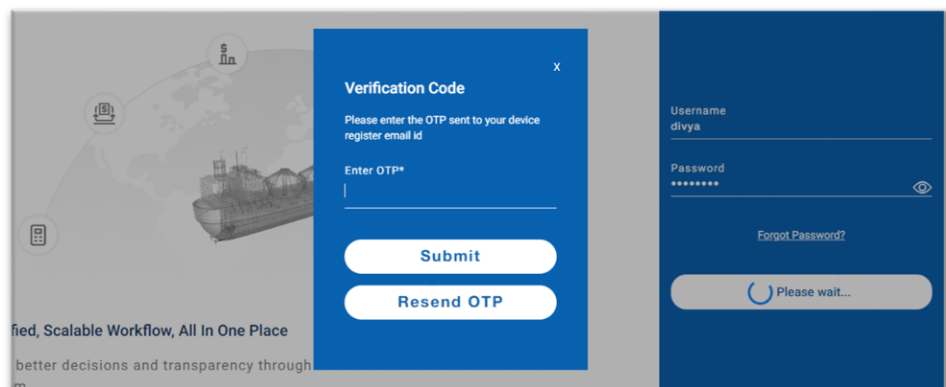 x
Verification Code
Please enter the OTP sent to your device
register email id
Enter OTP*
Submit
Resend OTP
fied, Scalable Workflow, All In One Place
better decisions and transparency through
Username
divya
Password
••••••••
Forgot Password?
Please wait...